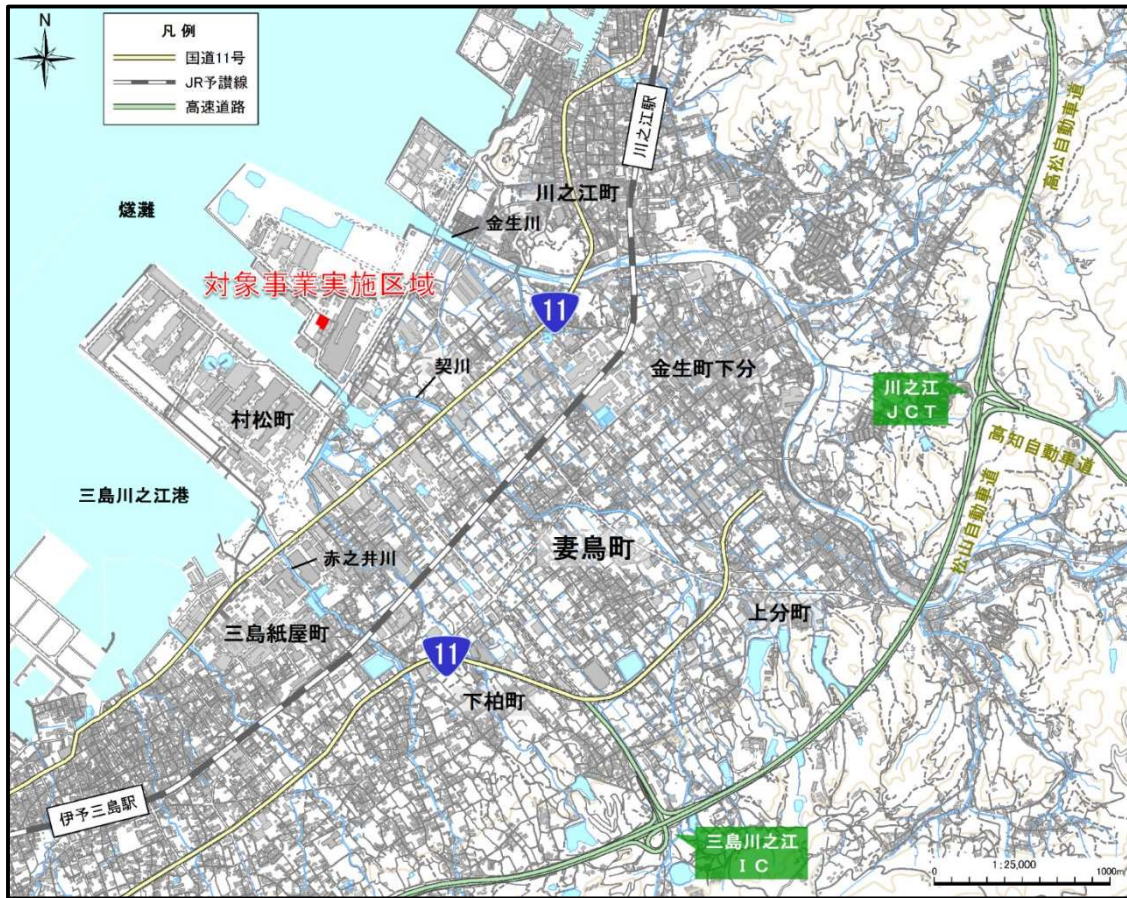 N
凡 例
国道11号
JR予讃線
高速道路
川之江駅
高松自動車道
川之江町
燧灘
金生川
対象事業実施区域
11
契川
金生町下分
川之江
JCT
村松町
高知自動車道
三島川之江港
松山自動車道
妻鳥町
赤之井川
上分町
三島紙屋町
11
下柏町
伊予三島駅
三島川之江
IC
1:25,000
0
1000m